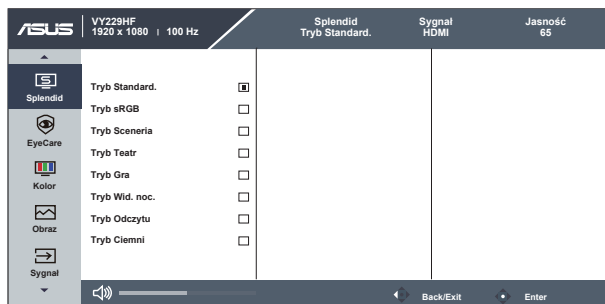 ASUS
VY229HF
1920 x 1080 | 100 Hz
Splendid
Tryb Standard.
Sygnał
HDMI
Jasność
65
S
Splendid
EyeCare
Kolor
Obraz
Sygnał
Tryb Standard.
Tryb sRGB
Tryb Sceneria
Tryb Teatr
Tryb Gra
Tryb Wid. noc.
Tryb Odczytu
Tryb Ciemni
Back/Exit
Enter